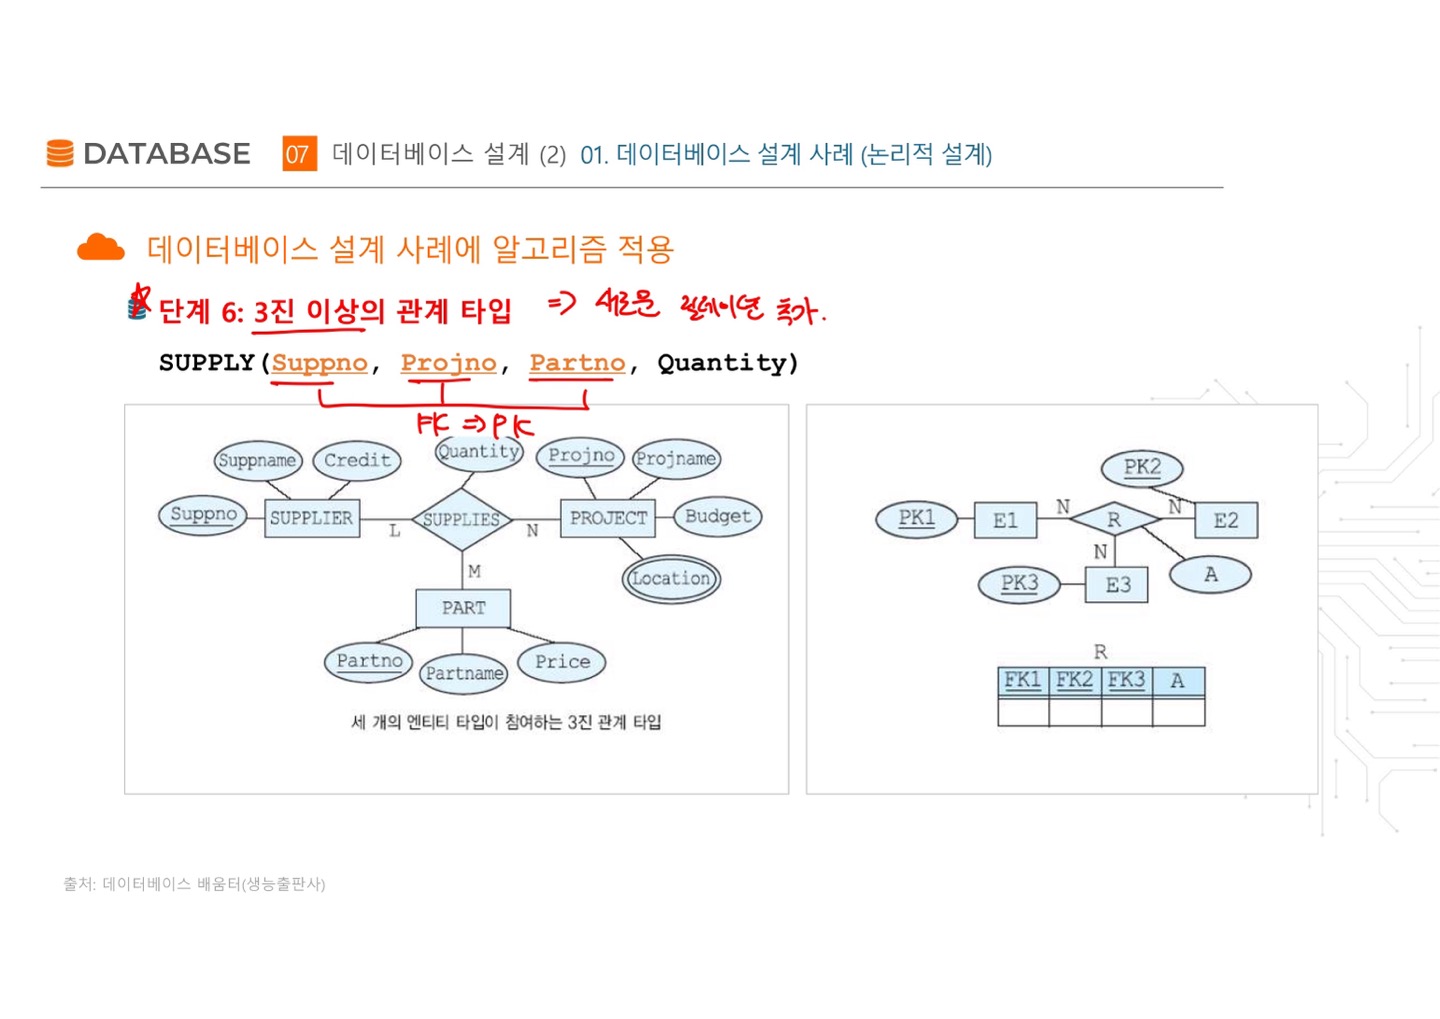 DATABASE 07 데이터베이스 설계 (2) 01. 데이터베이스 설계 사례 (논리적 설계)
데이터베이스 설계 사례에 알고리즘 적용
단계 6: 3진 이상의 관계 타입 => 새로운 릴레이션 추가.
SUPPLY(Suppno, Projno, Partno, Quantity)
FK => PK
Suppname Credit Quantity Projno Projname
Suppno SUPPLIER L SUPPLIES N PROJECT Budget
M Location
PART
Partno Partname Price
세 개의 엔티티 타입이 참여하는 3진 관계 타입
PK2
PK1 E1 N R N E2
N
PK3 E3 A
R
FK1 FK2 FK3 A
출처: 데이터베이스 배움터(생능출판사)